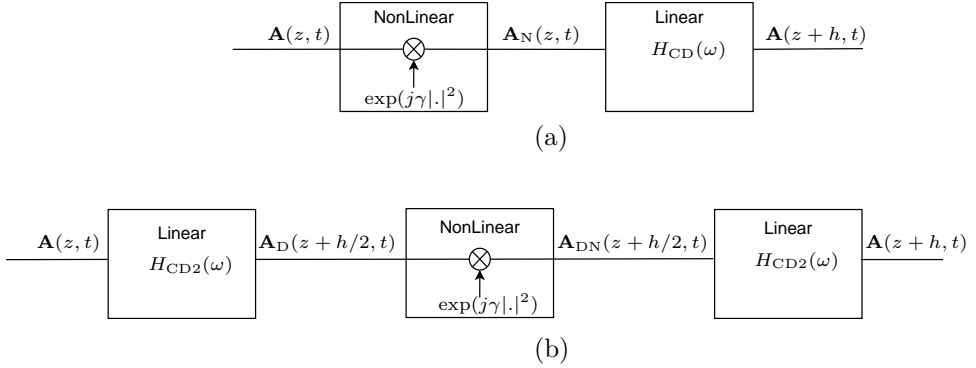 NonLinear
Linear
A(z, t)
A_N(z, t)
H_CD(ω)
A(z + h, t)
exp(jγ|.|²)
(a)
Linear
NonLinear
Linear
A(z, t)
A_D(z + h/2, t)
A_DN(z + h/2, t)
A(z + h, t)
H_CD2(ω)
H_CD2(ω)
exp(jγ|.|²)
(b)